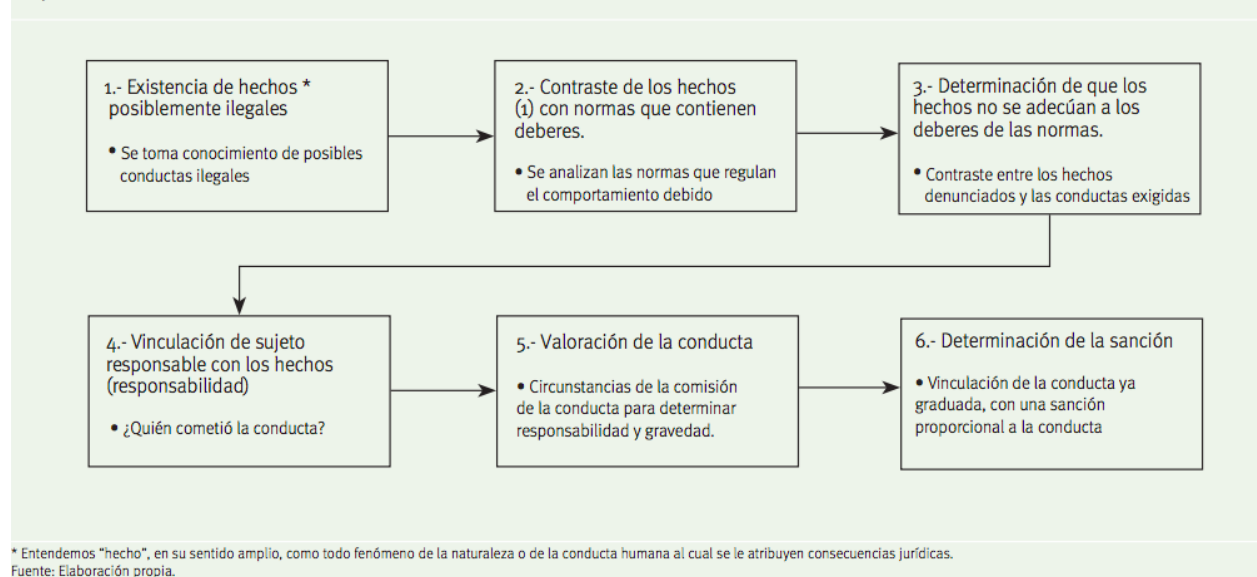 1.- Existencia de hechos *
posiblemente ilegales
• Se toma conocimiento de posibles
conductas ilegales
2.- Contraste de los hechos
(1) con normas que contienen
deberes.
• Se analizan las normas que regulan
el comportamiento debido
3.- Determinación de que los
hechos no se adecúan a los
deberes de las normas.
• Contraste entre los hechos
denunciados y las conductas exigidas
4.- Vinculación de sujeto
responsable con los hechos
(responsabilidad)
• ¿Quién cometió la conducta?
5.- Valoración de la conducta
• Circunstancias de la comisión
de la conducta para determinar
responsabilidad y gravedad.
6.- Determinación de la sanción
• Vinculación de la conducta ya
graduada, con una sanción
proporcional a la conducta
* Entendemos “hecho”, en su sentido amplio, como todo fenómeno de la naturaleza o de la conducta humana al cual se le atribuyen consecuencias jurídicas.
Fuente: Elaboración propia.